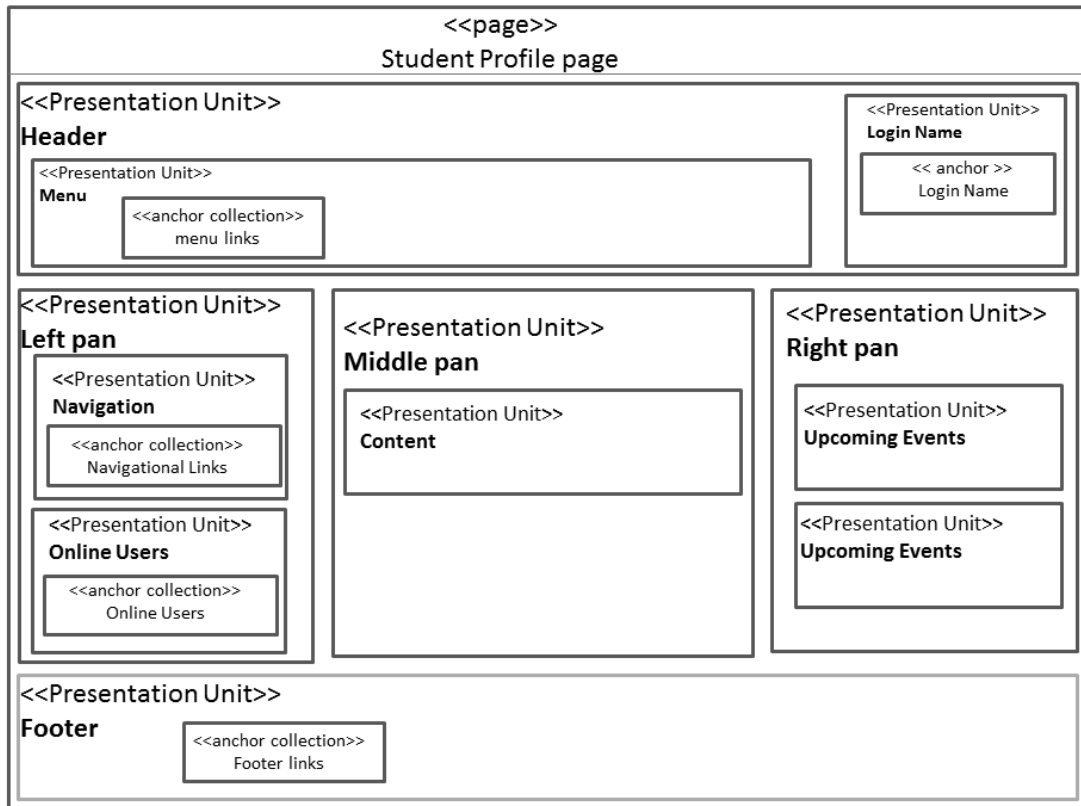 <<page>>
Student Profile page
<<Presentation Unit>>
Header
<<Presentation Unit>>
Menu
<<anchor collection>>
menu links
<<Presentation Unit>>
Login Name
<< anchor >>
Login Name
<<Presentation Unit>>
Left pan
<<Presentation Unit>>
Navigation
<<anchor collection>>
Navigational Links
<<Presentation Unit>>
Online Users
<<anchor collection>>
Online Users
<<Presentation Unit>>
Middle pan
<<Presentation Unit>>
Content
<<Presentation Unit>>
Right pan
<<Presentation Unit>>
Upcoming Events
<<Presentation Unit>>
Upcoming Events
<<Presentation Unit>>
Footer
<<anchor collection>>
Footer links